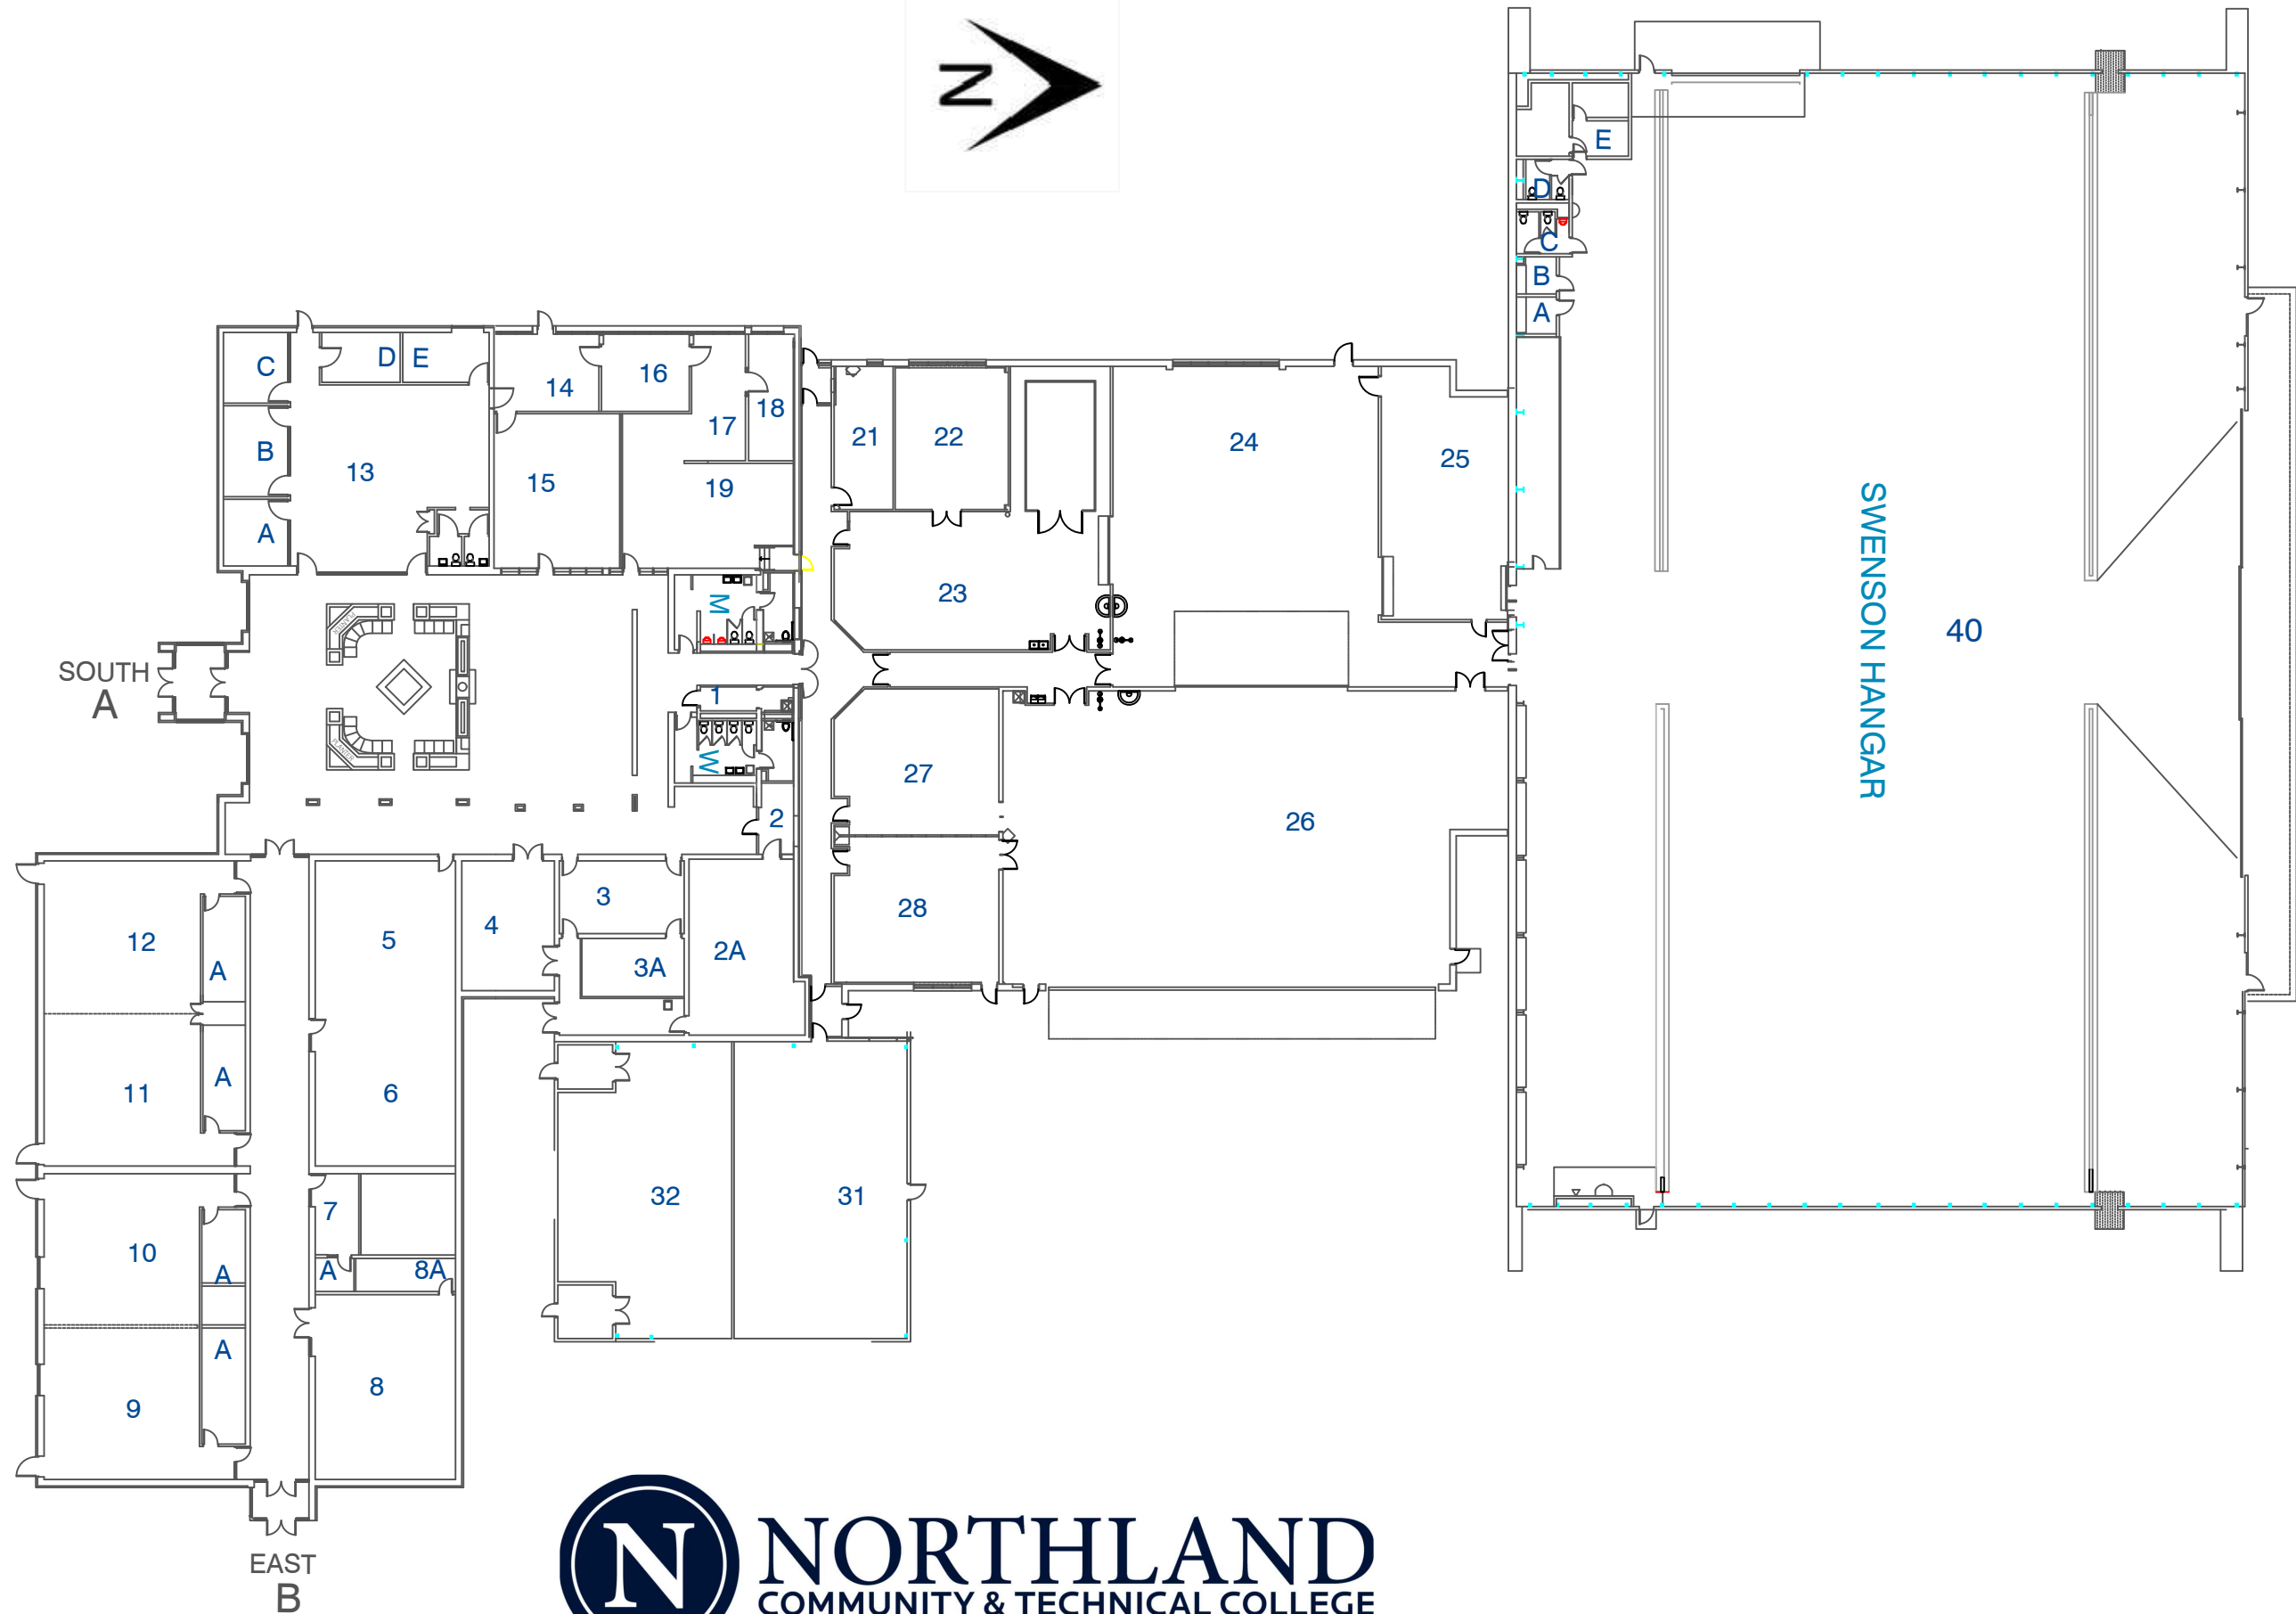 N
E
D
C
B
A
C
D E
14
16
18
17
B
13
15
19
A
21
22
24
25
23
SWENSON HANGAR
40
M
PLANTER
SOUTH
A
1
PLANTER
W
27
2
26
12
A
5
4
3
3A
2A
28
11
A
6
10
A
7
A
8A
32
31
9
A
8
EAST
B
N
NORTHLAND
COMMUNITY & TECHNICAL COLLEGE